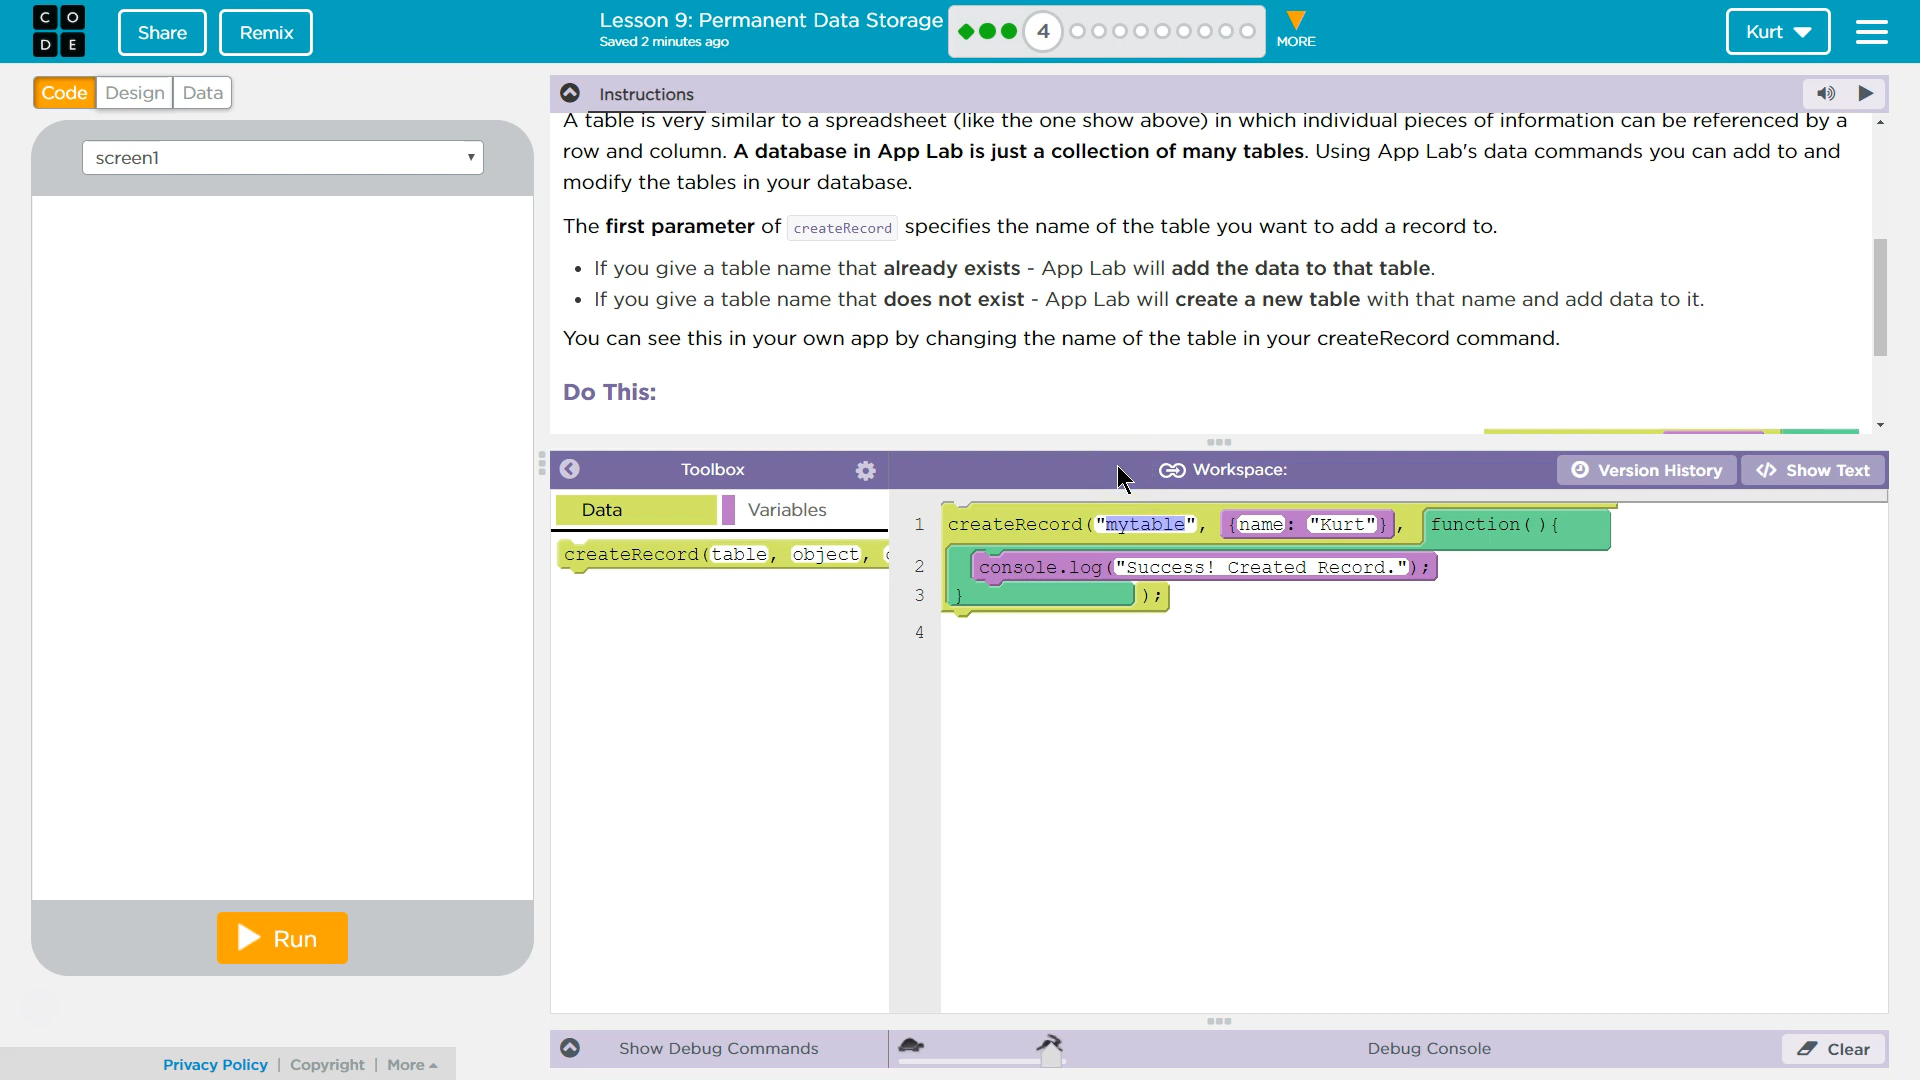 C O
D E
Share
Remix
Lesson 9: Permanent Data Storage
Saved 2 minutes ago
4
MORE
Kurt
Code
Design
Data
screen1
Instructions
A table is very similar to a spreadsheet (like the one show above) in which individual pieces of information can be referenced by a
row and column. A database in App Lab is just a collection of many tables. Using App Lab's data commands you can add to and
modify the tables in your database.
The first parameter of createRecord specifies the name of the table you want to add a record to.
• If you give a table name that already exists - App Lab will add the data to that table.
• If you give a table name that does not exist - App Lab will create a new table with that name and add data to it.
You can see this in your own app by changing the name of the table in your createRecord command.
Do This:
Toolbox
Workspace:
Version History
</> Show Text
Data
Variables
createRecord(table, object,
1 createRecord("mytable", {name: "Kurt"}, function( ){
2 console.log("Success! Created Record.");
3 } );
4
Run
Show Debug Commands
Debug Console
Clear
Privacy Policy | Copyright | More